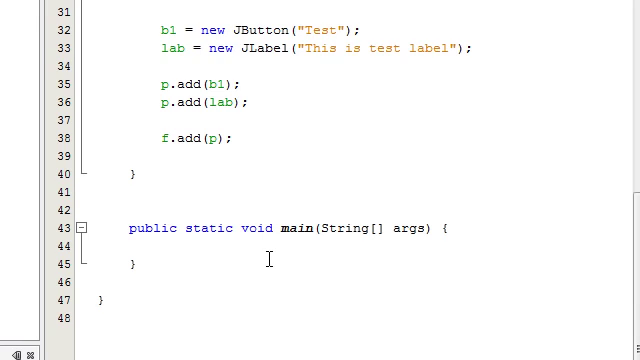 31
32 b1 = new JButton("Test");
33 lab = new JLabel("This is test label");
34
35 p.add(b1);
36 p.add(lab);
37
38 f.add(p);
39
40 }
41
42
43 public static void main(String[] args) {
44
45 }
46
47 }
48